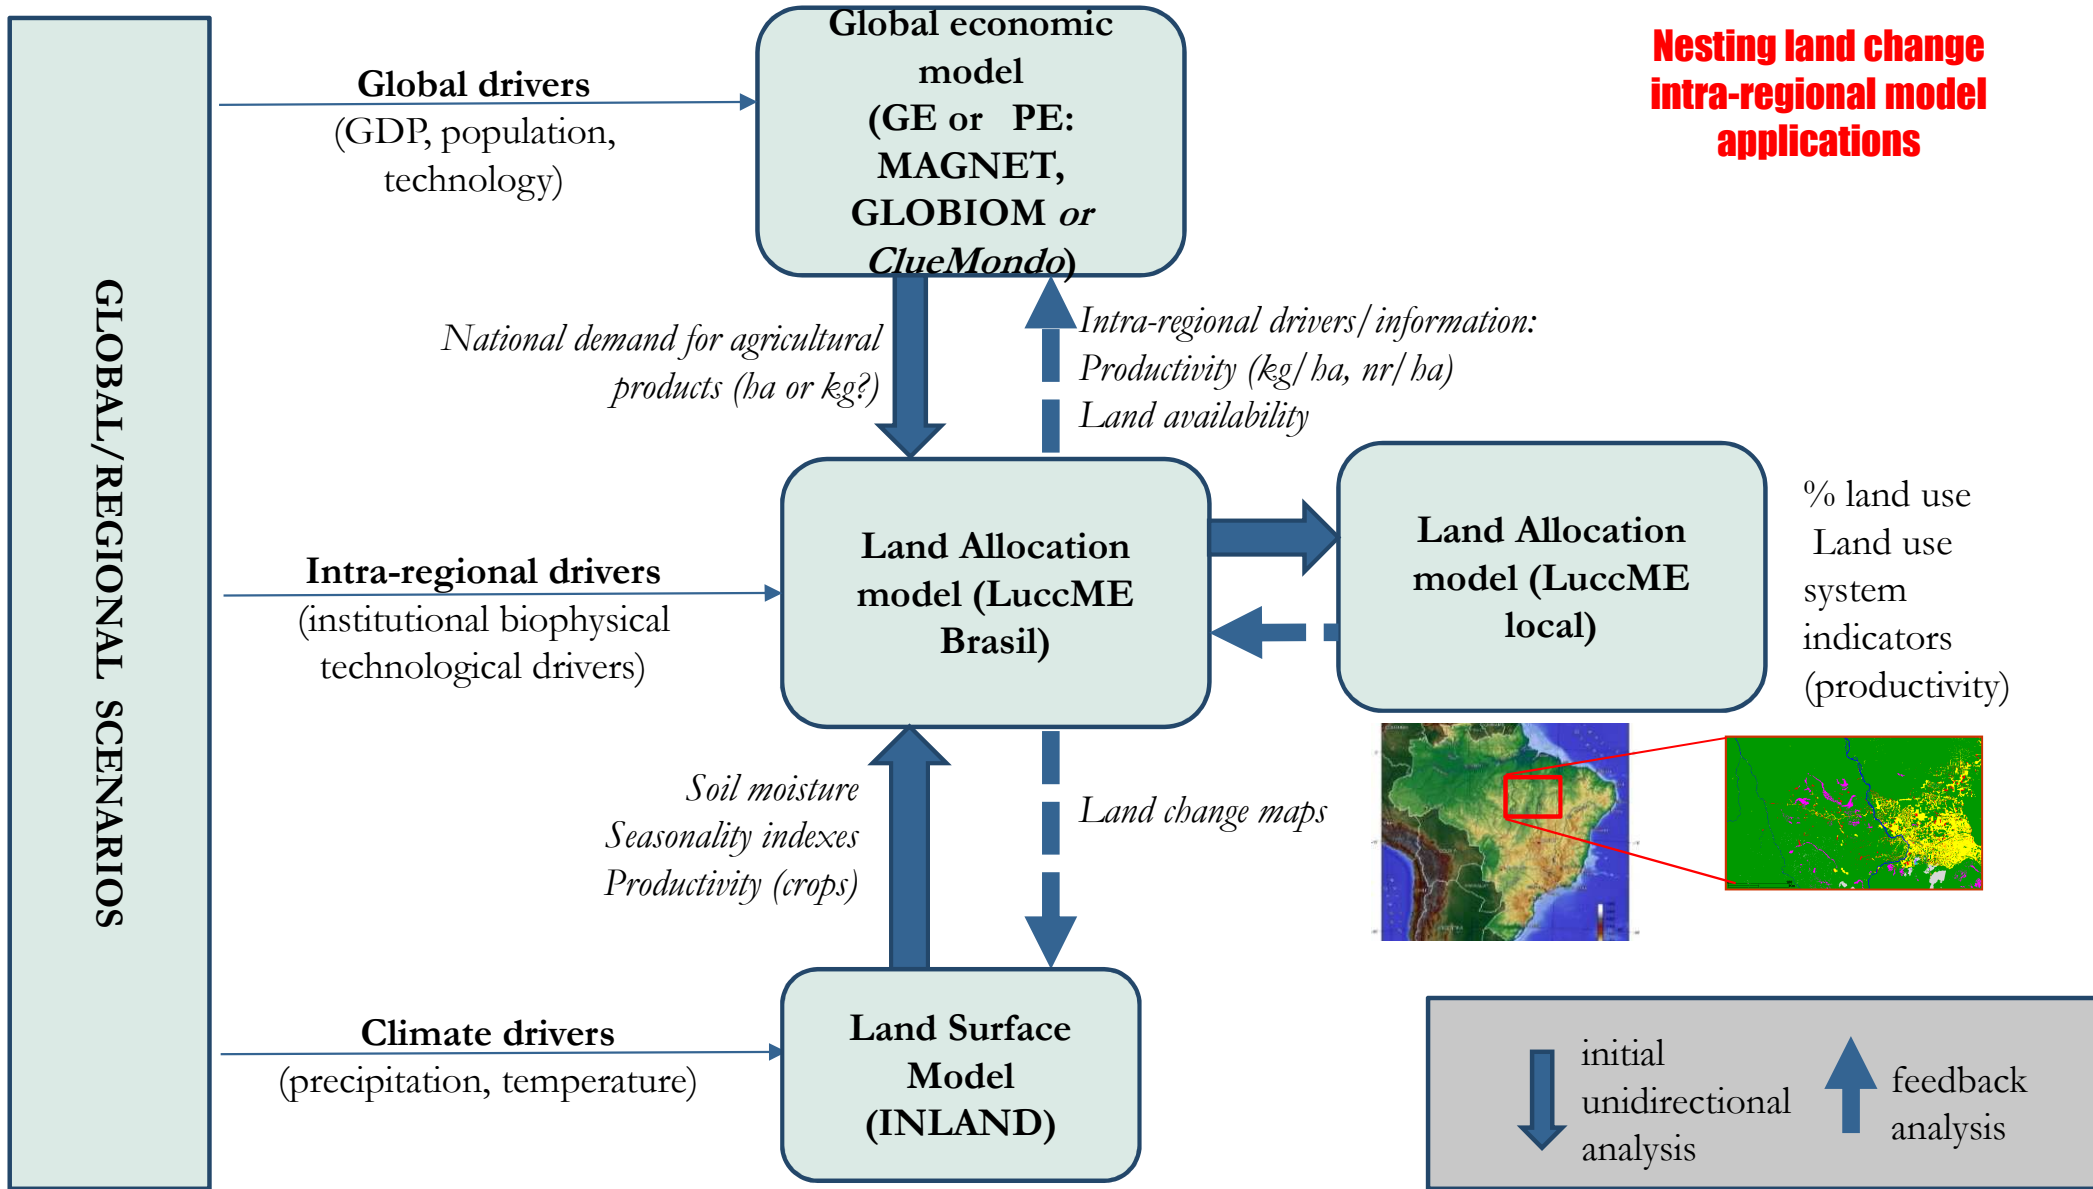 Nesting land change
intra-regional model
applications
GLOBAL/REGIONAL SCENARIOS
Global drivers
(GDP, population,
technology)
Global economic
model
(GE or PE:
MAGNET,
GLOBIOM or
ClueMondo)
National demand for agricultural
products (ha or kg?)
Intra-regional drivers/information:
Productivity (kg/ha, nr/ha)
Land availability
Intra-regional drivers
(institutional biophysical
technological drivers)
Land Allocation
model (LuccME
Brasil)
Land Allocation
model (LuccME
local)
% land use
Land use
system
indicators
(productivity)
Soil moisture
Seasonality indexes
Productivity (crops)
Land change maps
Climate drivers
(precipitation, temperature)
Land Surface
Model
(INLAND)
initial
unidirectional
analysis
feedback
analysis